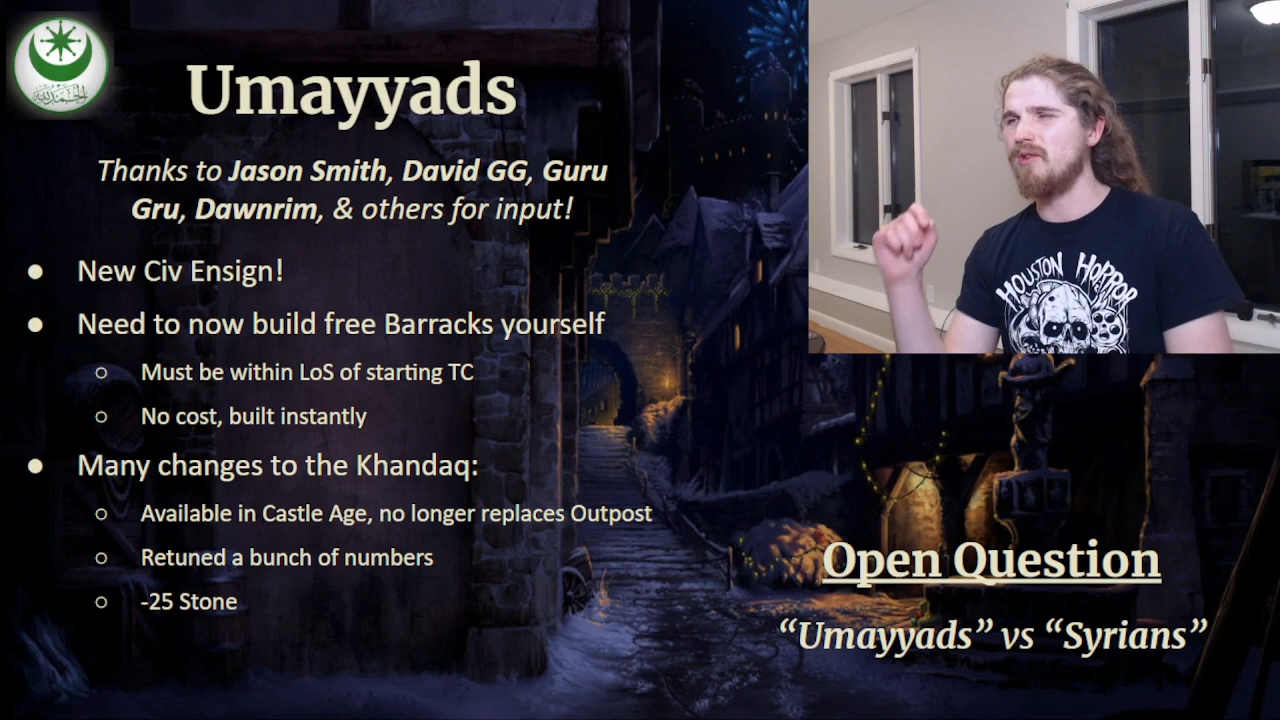 Umayyads
Thanks to Jason Smith, David GG, Guru
Gru, Dawnrim, & others for input!
● New Civ Ensign!
● Need to now build free Barracks yourself
○ Must be within LoS of starting TC
○ No cost, built instantly
● Many changes to the Khandaq:
○ Available in Castle Age, no longer replaces Outpost
○ Retuned a bunch of numbers
○ -25 Stone
HOUSTON HORROR
Open Question
“Umayyads” vs “Syrians”